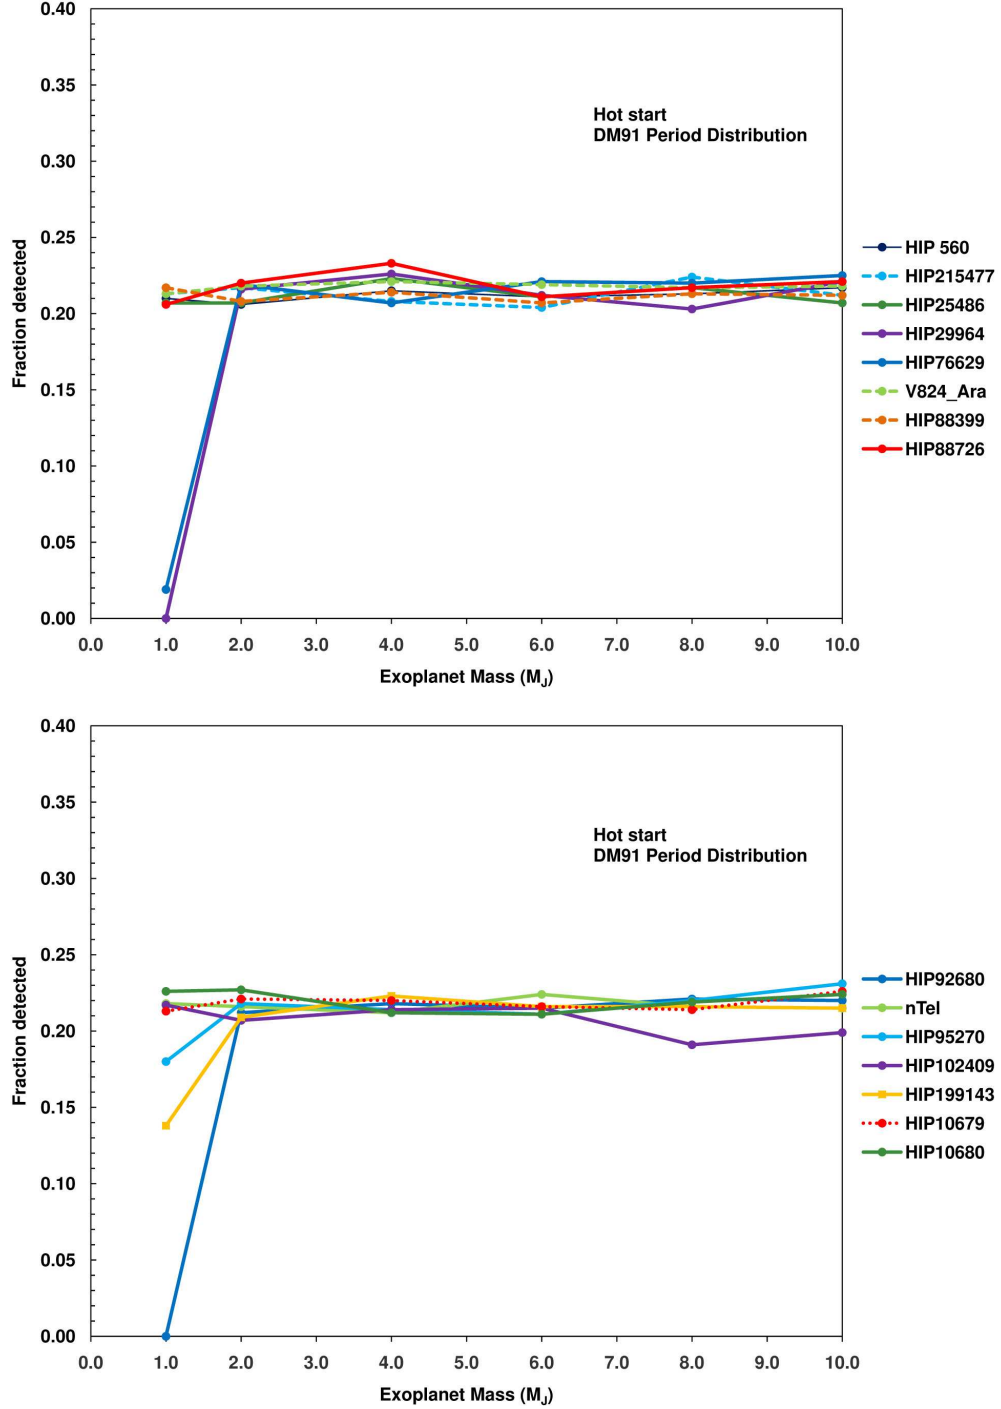 0.40
0.35
0.30
0.25
0.20
0.15
0.10
0.05
0.00
Fraction detected
Hot start
DM91 Period Distribution
HIP 560
HIP215477
HIP25486
HIP29964
HIP76629
V824_Ara
HIP88399
HIP88726
0.0 1.0 2.0 3.0 4.0 5.0 6.0 7.0 8.0 9.0 10.0
Exoplanet Mass (MJ)
0.40
0.35
0.30
0.25
0.20
0.15
0.10
0.05
0.00
Fraction detected
Hot start
DM91 Period Distribution
HIP92680
nTel
HIP95270
HIP102409
HIP199143
HIP10679
HIP10680
0.0 1.0 2.0 3.0 4.0 5.0 6.0 7.0 8.0 9.0 10.0
Exoplanet Mass (MJ)